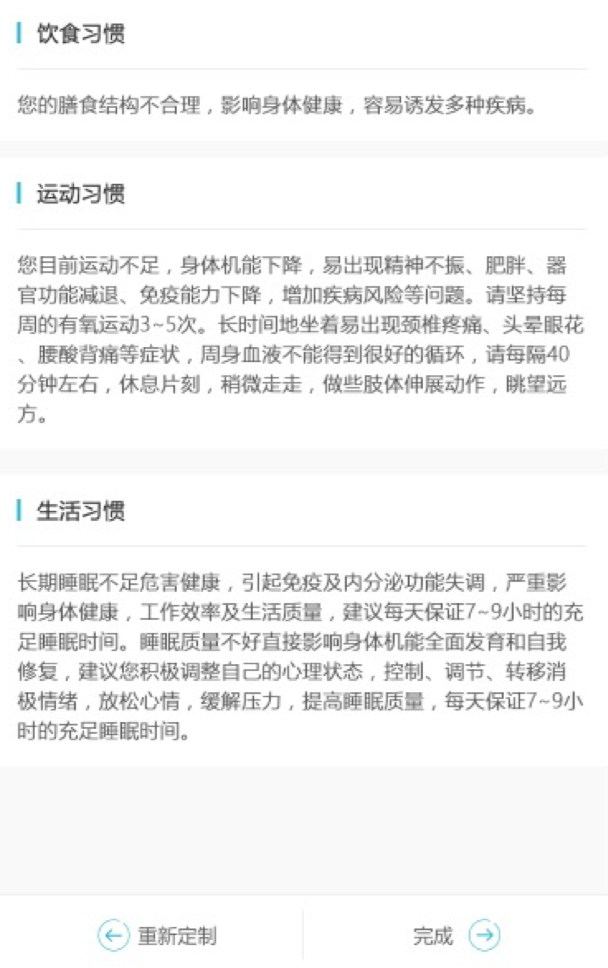 饮食习惯
您的膳食结构不合理，影响身体健康，容易诱发多种疾病。
运动习惯
您目前运动不足，身体机能下降，易出现精神不振、肥胖、器
官功能减退、免疫能力下降，增加疾病风险等问题。请坚持每
周的有氧运动3~5次。长时间地坐着易出现颈椎疼痛、头晕眼花
、腰酸背痛等症状，周身血液不能得到很好的循环，请每隔40
分钟左右，休息片刻，稍微走走，做些肢体伸展动作，眺望远
方。
生活习惯
长期睡眠不足危害健康，引起免疫及内分泌功能失调，严重影
响身体健康，工作效率及生活质量，建议每天保证7~9小时的充
足睡眠时间。睡眠质量不好直接影响身体机能全面发育和自我
修复，建议您积极调整自己的心理状态，控制、调节、转移消
极情绪，放松心情，缓解压力，提高睡眠质量，每天保证7~9小
时的充足睡眠时间。
重新定制 完成